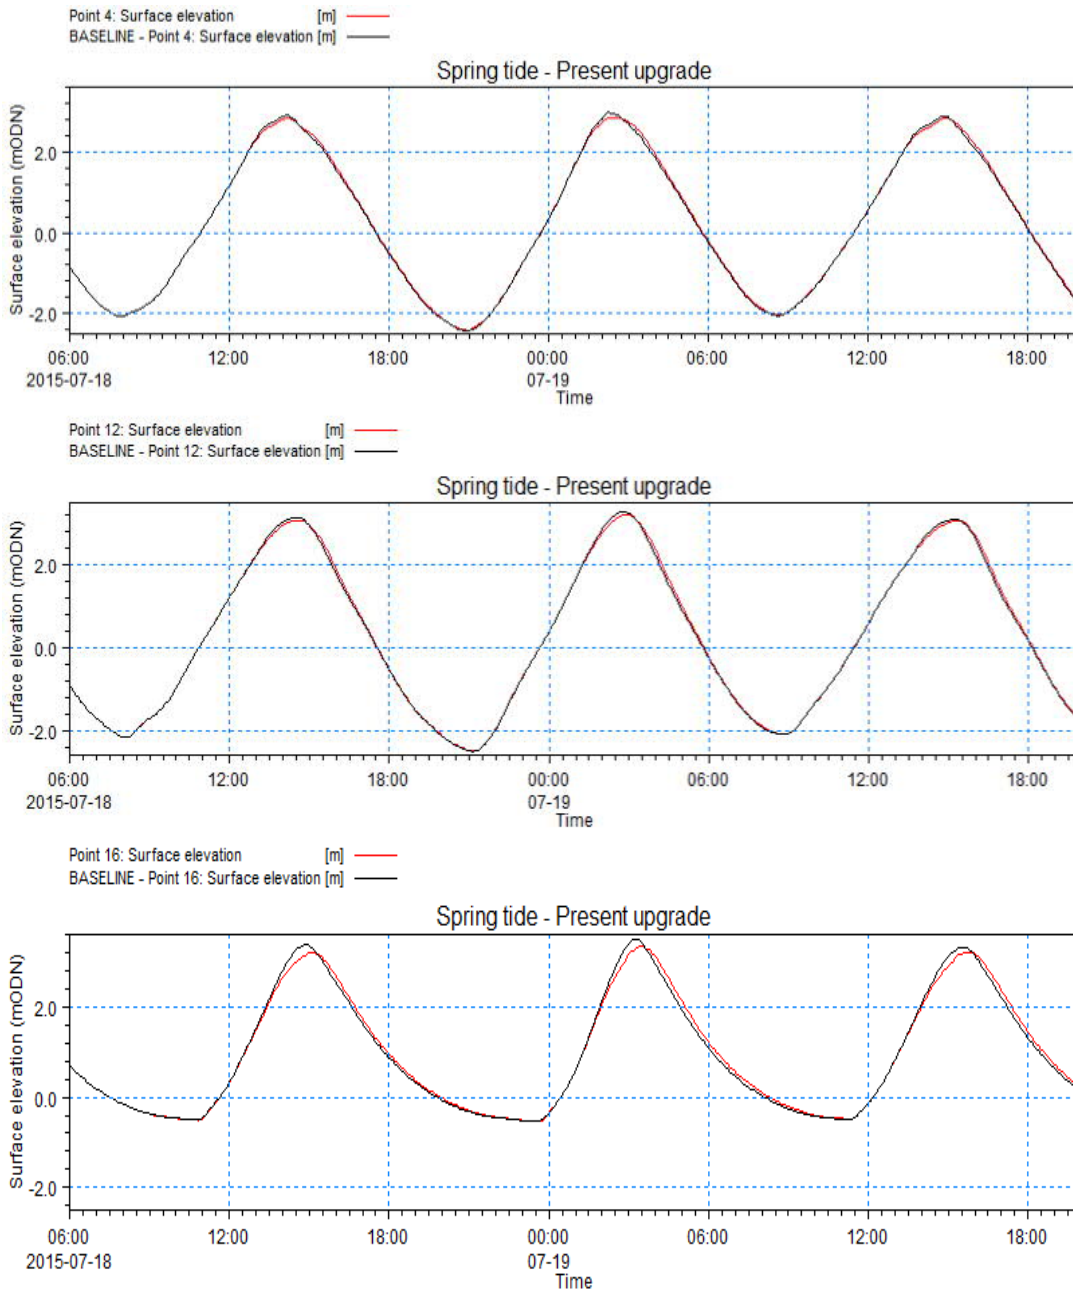 Point 4: Surface elevation [m]
BASELINE - Point 4: Surface elevation [m]
Spring tide - Present upgrade
Surface elevation (mODN)
2.0
0.0
-2.0
06:00 12:00 18:00 00:00 06:00 12:00 18:00
2015-07-18 07-19
Time
Point 12: Surface elevation [m]
BASELINE - Point 12: Surface elevation [m]
Spring tide - Present upgrade
Surface elevation (mODN)
2.0
0.0
-2.0
06:00 12:00 18:00 00:00 06:00 12:00 18:00
2015-07-18 07-19
Time
Point 16: Surface elevation [m]
BASELINE - Point 16: Surface elevation [m]
Spring tide - Present upgrade
Surface elevation (mODN)
2.0
0.0
-2.0
06:00 12:00 18:00 00:00 06:00 12:00 18:00
2015-07-18 07-19
Time